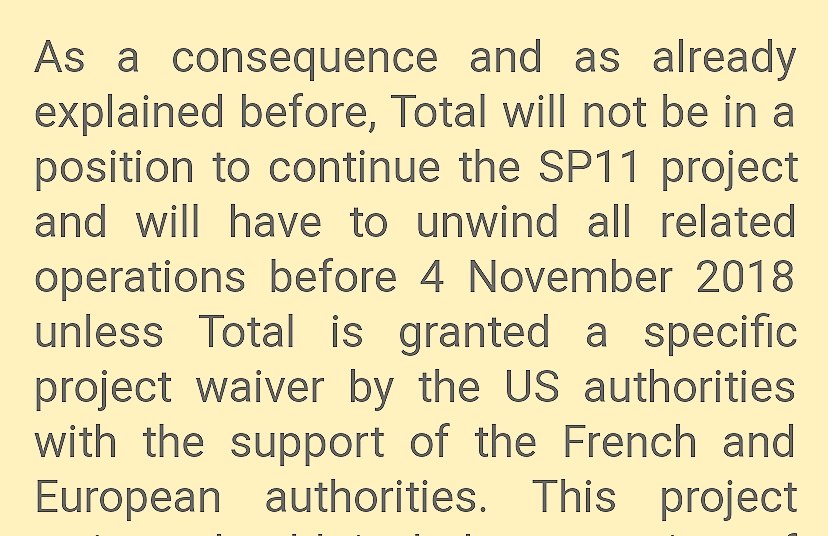 As a consequence and as already
explained before, Total will not be in a
position to continue the SP11 project
and will have to unwind all related
operations before 4 November 2018
unless Total is granted a specific
project waiver by the US authorities
with the support of the French and
European authorities. This project